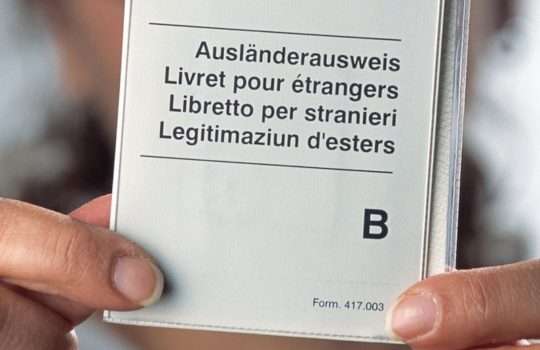 Ausländerausweis
Livret pour étrangers
Libretto per stranieri
Legitimaziun d'esters
B
Form. 417.003